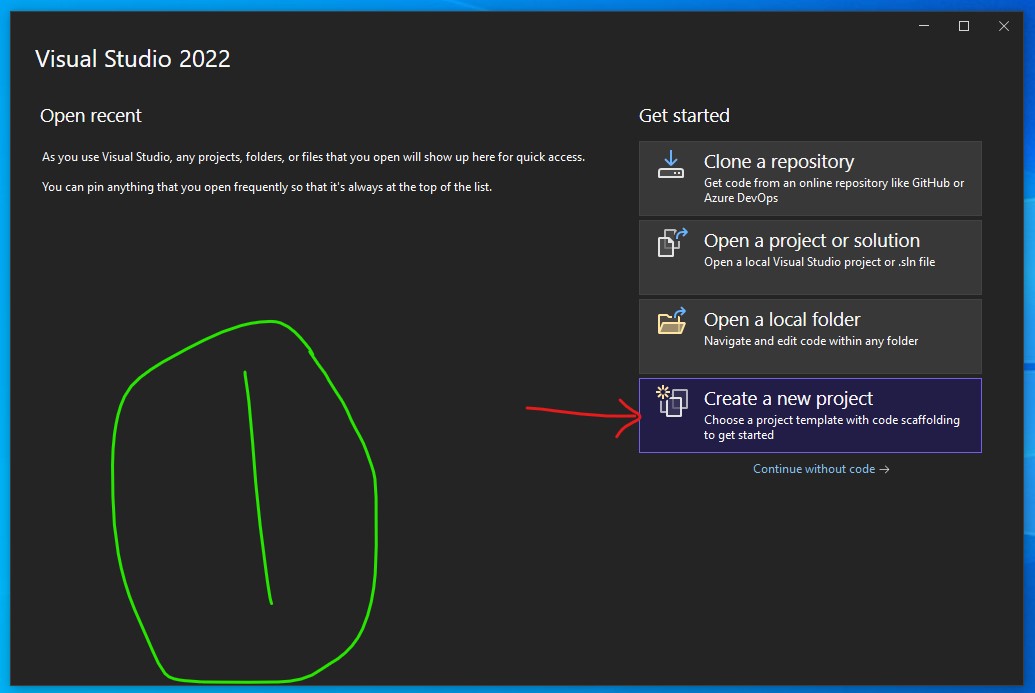 Visual Studio 2022
Open recent
As you use Visual Studio, any projects, folders, or files that you open will show up here for quick access.
You can pin anything that you open frequently so that it's always at the top of the list.
1
Get started
Clone a repository
Get code from an online repository like GitHub or
Azure DevOps
Open a project or solution
Open a local Visual Studio project or .sln file
Open a local folder
Navigate and edit code within any folder
Create a new project
Choose a project template with code scaffolding
to get started
Continue without code →